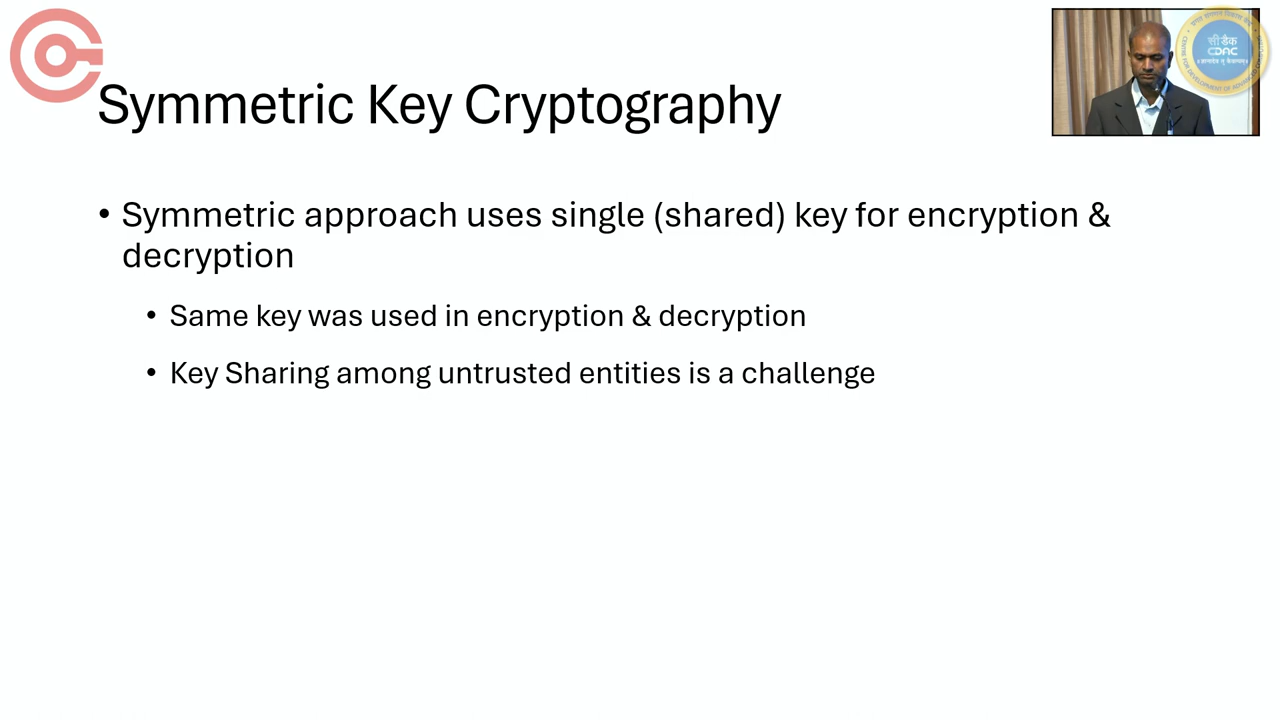 Symmetric Key Cryptography
• Symmetric approach uses single (shared) key for encryption &
decryption
• Same key was used in encryption & decryption
• Key Sharing among untrusted entities is a challenge
सी डैक
CDAC